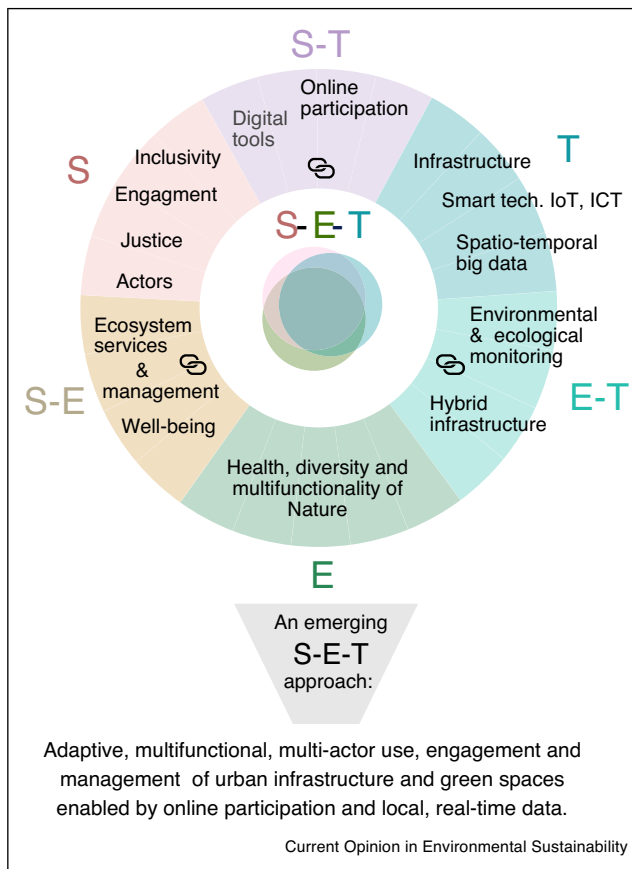 S-T
Online
participation
Digital
tools
S
Inclusivity
Engagment
Justice
Actors
T
Infrastructure
Smart tech. IoT, ICT
Spatio-temporal
big data
S-E-T
Ecosystem
services
&
management
Well-being
S-E
Environmental
& ecological
monitoring
Hybrid
infrastructure
E-T
Health, diversity and
multifunctionality of
Nature
E
An emerging
S-E-T
approach:
Adaptive, multifunctional, multi-actor use, engagement and
management of urban infrastructure and green spaces
enabled by online participation and local, real-time data.
Current Opinion in Environmental Sustainability